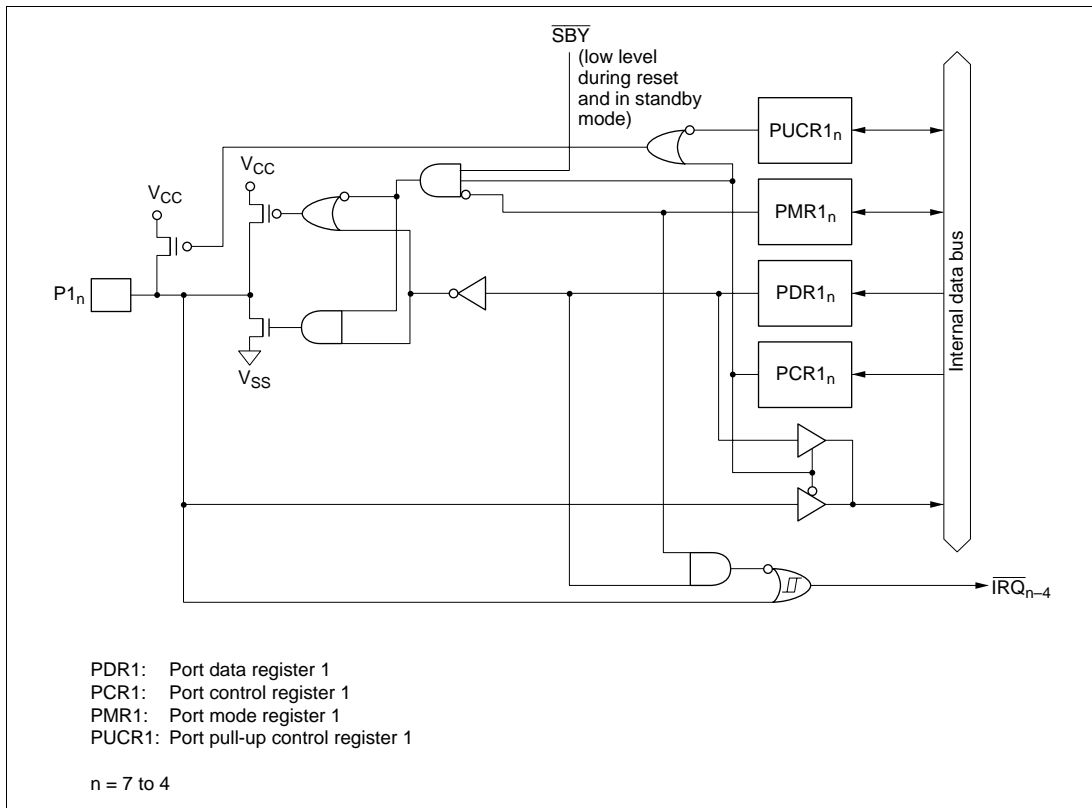 SBY
(low level
during reset
and in standby
mode)
PUCR1n
VCC
VCC
PMR1n
P1n
PDR1n
VSS
PCR1n
Internal data bus
IRQn–4
PDR1: Port data register 1
PCR1: Port control register 1
PMR1: Port mode register 1
PUCR1: Port pull-up control register 1
n = 7 to 4